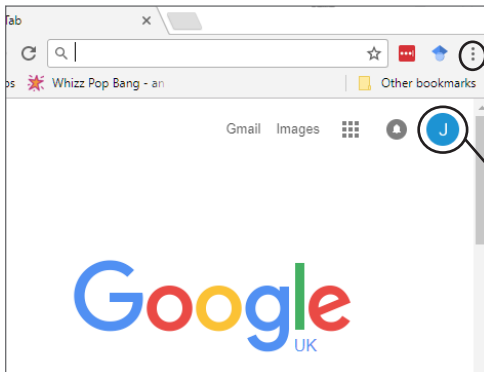 Tab
Whizz Pop Bang - an
Other bookmarks
Gmail Images
J
Google
UK